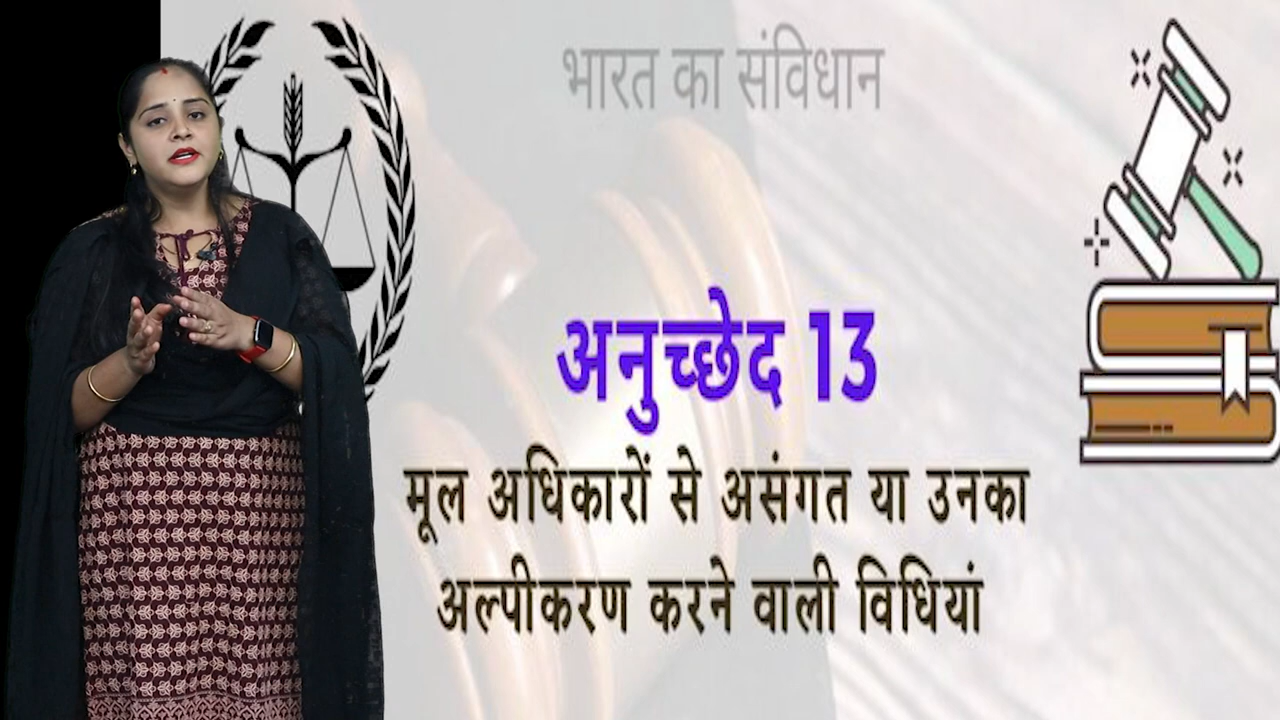 भारत का संविधान
अनुच्छेद 13
मूल अधिकारों से असंगत या उनका
अल्पीकरण करने वाली विधियां